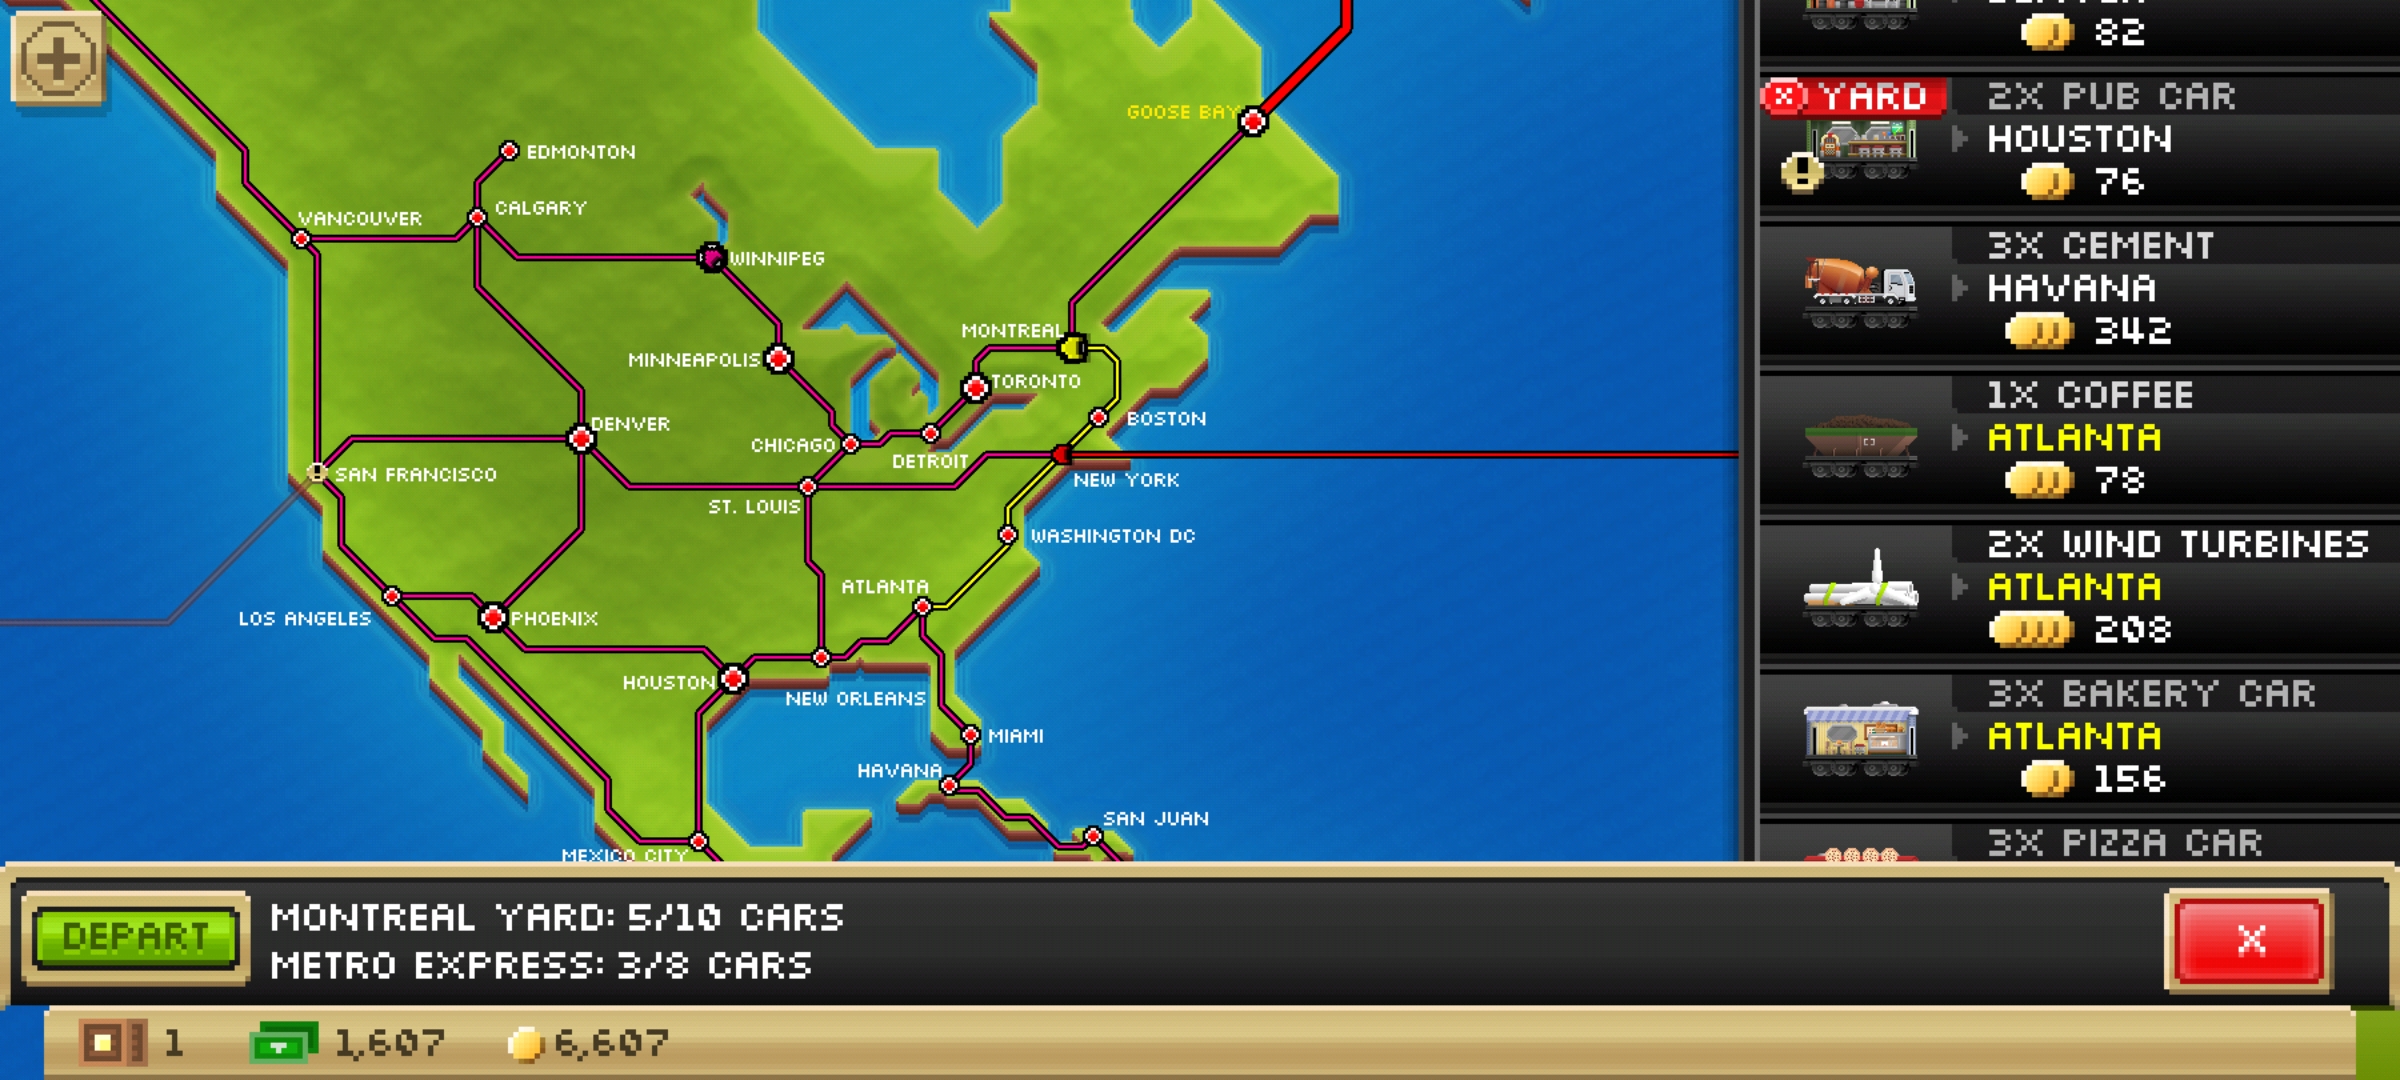 GOOSE BAY
EDMONTON
CALGARY
VANCOUVER
WINNIPEG
MONTREAL
MINNEAPOLIS
TORONTO
DENVER
BOSTON
CHICAGO
DETROIT
SAN FRANCISCO
NEW YORK
ST. LOUIS
WASHINGTON DC
ATLANTA
LOS ANGELES
PHOENIX
HOUSTON
NEW ORLEANS
MIAMI
HAVANA
SAN JUAN
MEXICO CITY
82
YARD
2X PUB CAR
HOUSTON
76
3X CEMENT
HAVANA
342
1X COFFEE
ATLANTA
78
2X WIND TURBINES
ATLANTA
208
3X BAKERY CAR
ATLANTA
156
3X PIZZA CAR
DEPART
MONTREAL YARD: 5/10 CARS
METRO EXPRESS: 3/8 CARS
X
1
1,607
6,607